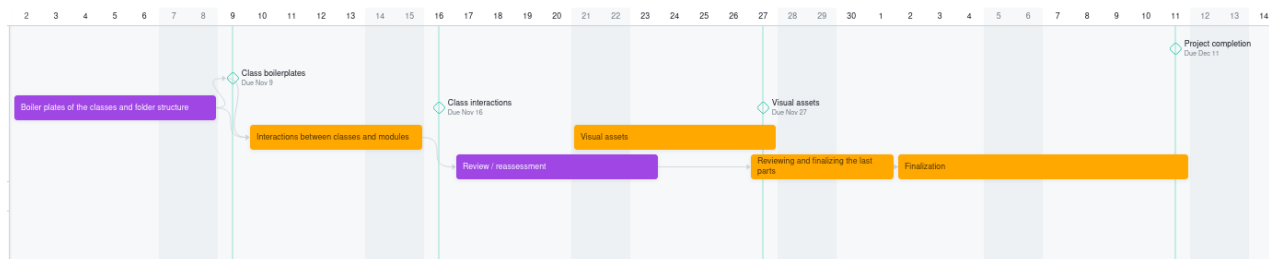 2 3 4 5 6 7 8 9 10 11 12 13 14 15 16 17 18 19 20 21 22 23 24 25 26 27 28 29 30 1 2 3 4 5 6 7 8 9 10 11 12 13 14
Project completion
Due Dec 11
Class boilerplates
Due Nov 9
Boiler plates of the classes and folder structure
Class interactions
Due Nov 16
Visual assets
Due Nov 27
Interactions between classes and modules
Visual assets
Review / reassessment
Reviewing and finalizing the last
parts
Finalization